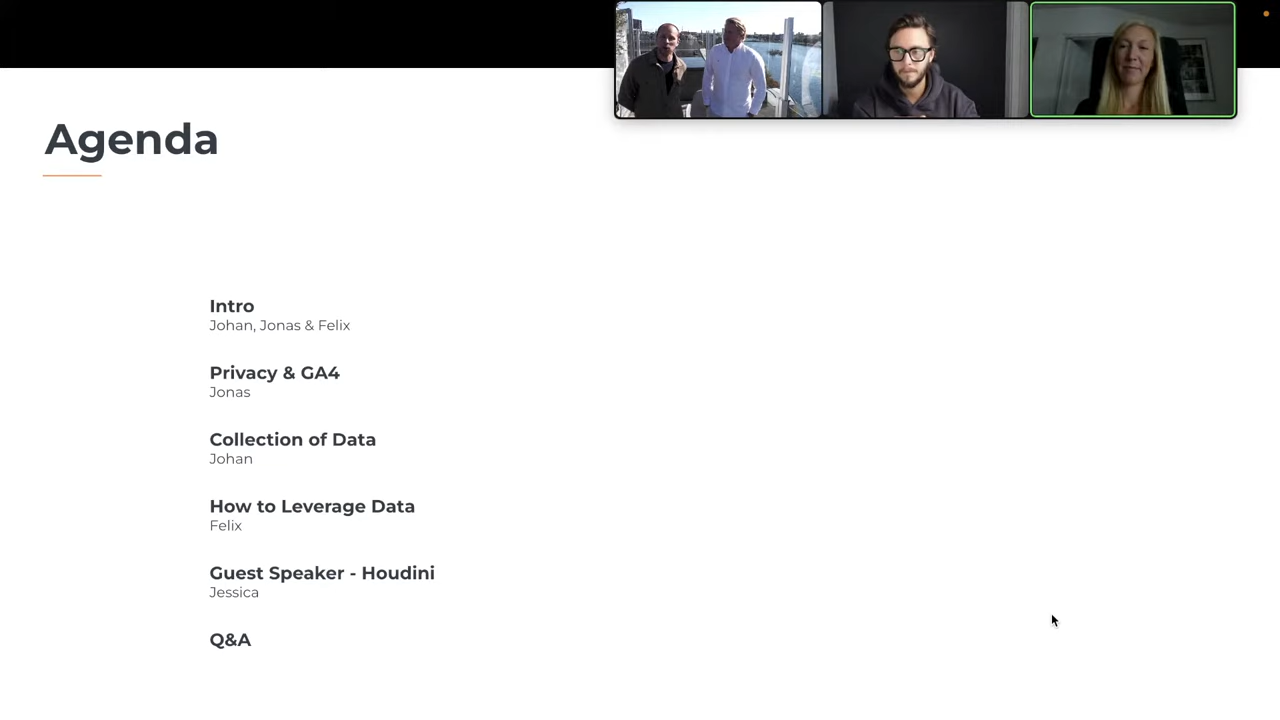 Agenda
Intro
Johan, Jonas & Felix
Privacy & GA4
Jonas
Collection of Data
Johan
How to Leverage Data
Felix
Guest Speaker - Houdini
Jessica
Q&A